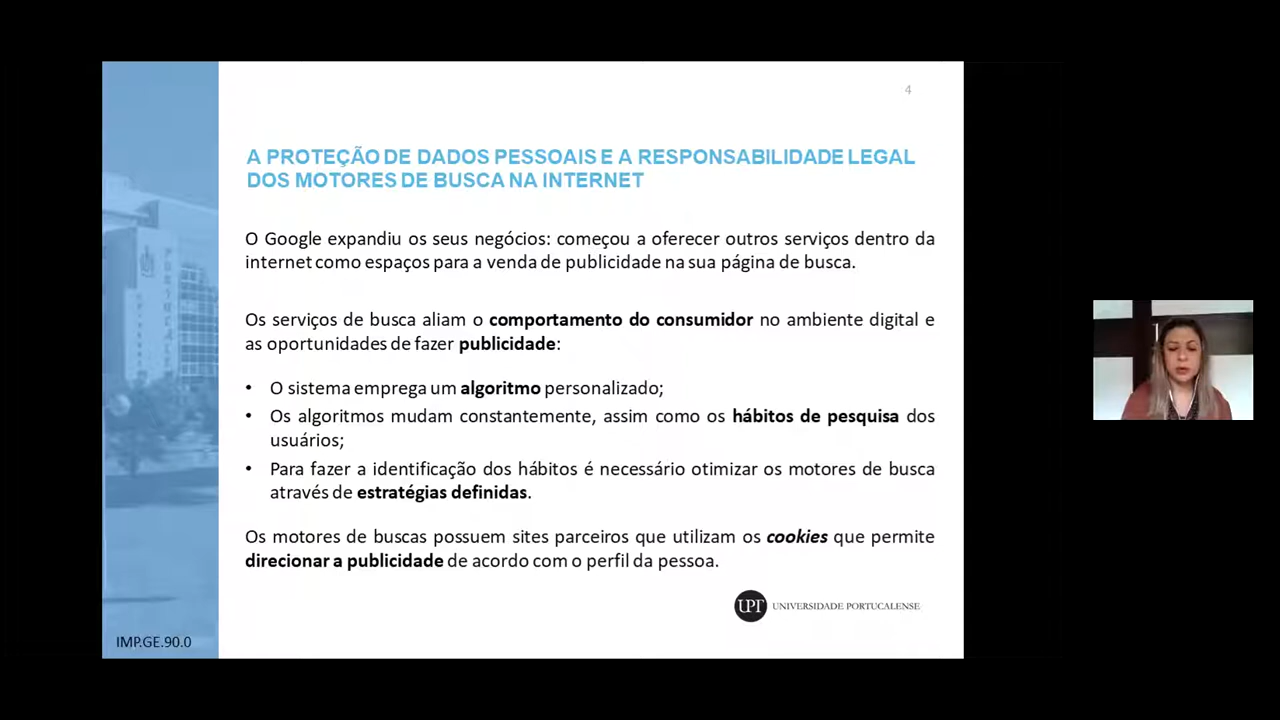 4
A PROTEÇÃO DE DADOS PESSOAIS E A RESPONSABILIDADE LEGAL
DOS MOTORES DE BUSCA NA INTERNET
O Google expandiu os seus negócios: começou a oferecer outros serviços dentro da
internet como espaços para a venda de publicidade na sua página de busca.
Os serviços de busca aliam o comportamento do consumidor no ambiente digital e
as oportunidades de fazer publicidade:
• O sistema emprega um algoritmo personalizado;
• Os algoritmos mudam constantemente, assim como os hábitos de pesquisa dos
usuários;
• Para fazer a identificação dos hábitos é necessário otimizar os motores de busca
através de estratégias definidas.
Os motores de buscas possuem sites parceiros que utilizam os cookies que permite
direcionar a publicidade de acordo com o perfil da pessoa.
UPT UNIVERSIDADE PORTUCALENSE
IMP.GE.90.0